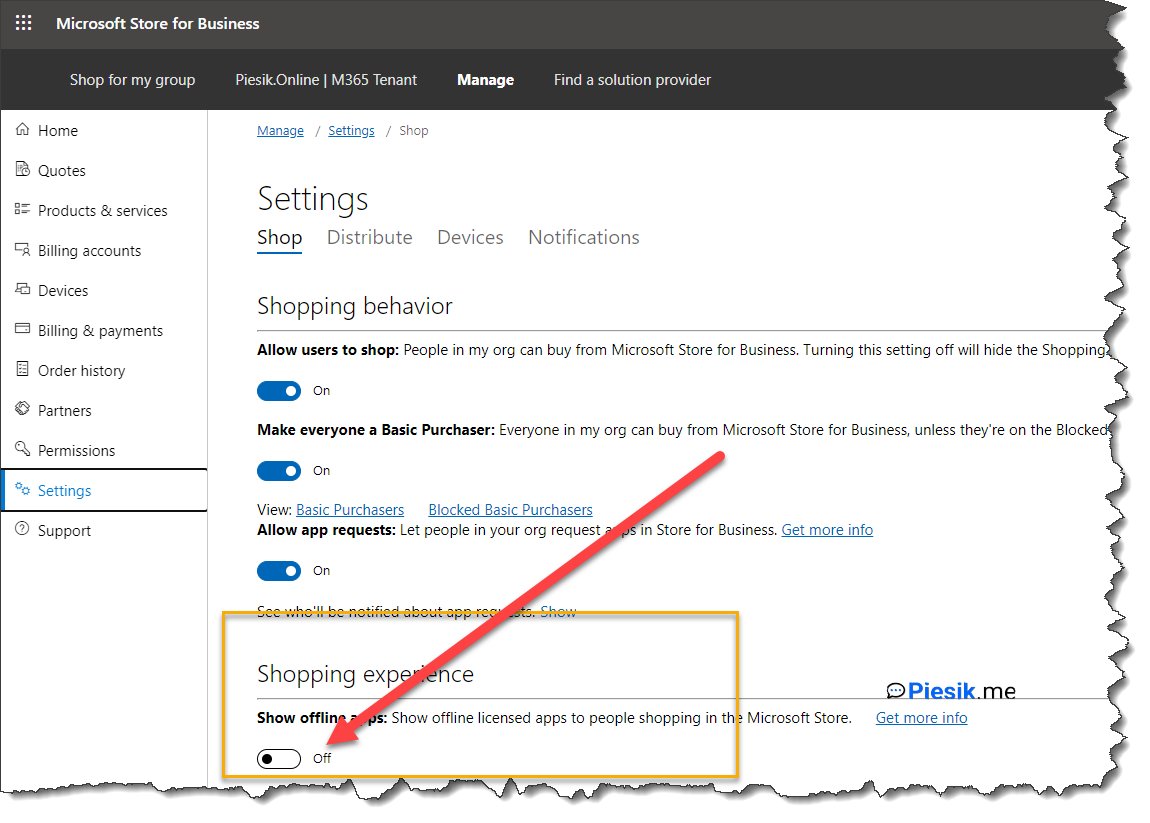 Microsoft Store for Business
Shop for my group Piesik.Online | M365 Tenant Manage Find a solution provider
Home
Quotes
Products & services
Billing accounts
Devices
Billing & payments
Order history
Partners
Permissions
Settings
Support
Manage / Settings / Shop
Settings
Shop Distribute Devices Notifications
Shopping behavior
Allow users to shop: People in my org can buy from Microsoft Store for Business. Turning this setting off will hide the Shopping
On
Make everyone a Basic Purchaser: Everyone in my org can buy from Microsoft Store for Business, unless they're on the Blocked
On
View: Basic Purchasers Blocked Basic Purchasers
Allow app requests: Let people in your org request apps in Store for Business. Get more info
On
See who'll be notified about app requests. Show
Shopping experience
Piesik.me
Show offline apps: Show offline licensed apps to people shopping in the Microsoft Store. Get more info
Off